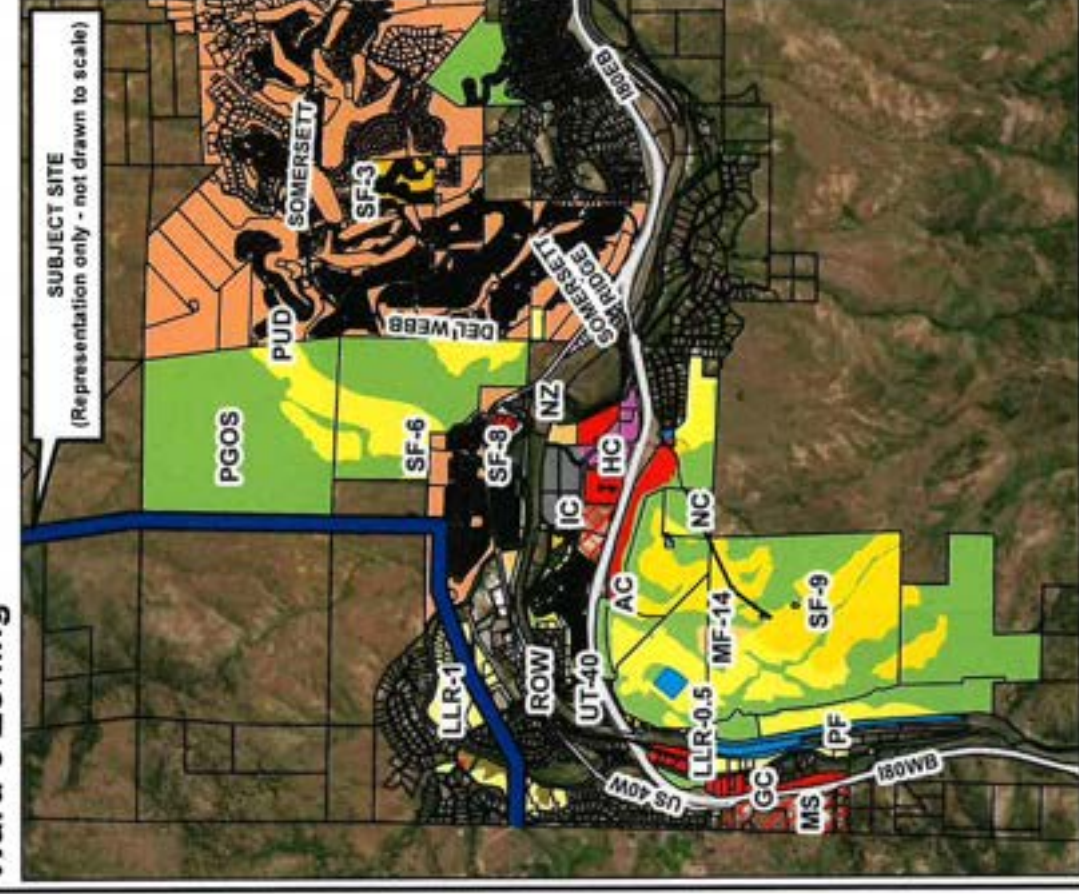 SUBJECT SITE
(Representation only - not drawn to scale)
I80EB
SOMERSETT
SF-3
SOMERSETT
RIDGE
DEL WEBB
PUD
PGOS
SF-6
SF-8
NZ
HC
IC
NC
AC
MF-14
SF-9
LLR-1
ROW
UT-40
LLR-0.5
PF
US 40W
GC
MS
I80WB